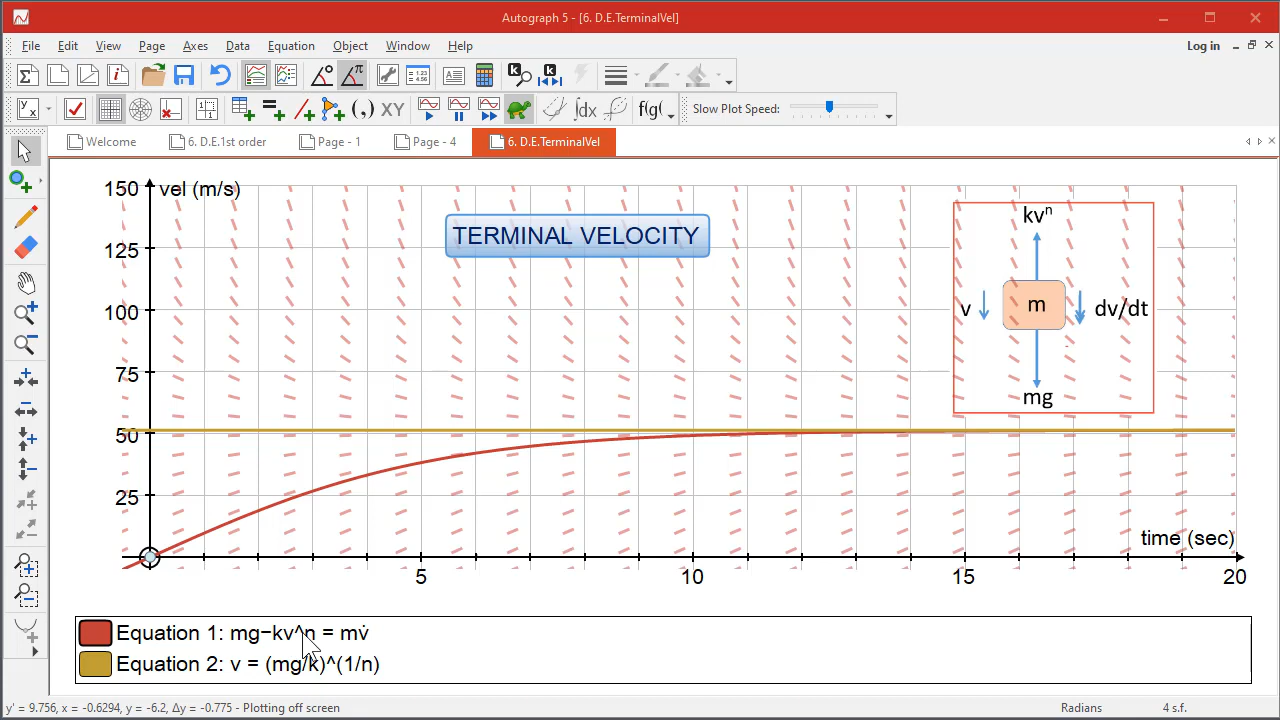 Autograph 5 - [6. D.E.TerminalVel]
File Edit View Page Axes Data Equation Object Window Help Log in
Slow Plot Speed:
Welcome 6. D.E.1st order Page - 1 Page - 4 6. D.E.TerminalVel
150 vel (m/s)
TERMINAL VELOCITY
kvⁿ
125
100
v m dv/dt
75
mg
50
25
time (sec)
5 10 15 20
Equation 1: mg−kv^n = mv̇
Equation 2: v = (mg/k)^(1/n)
y' = 9.756, x = -0.6294, y = -6.2, Δy = -0.775 - Plotting off screen Radians 4 s.f.